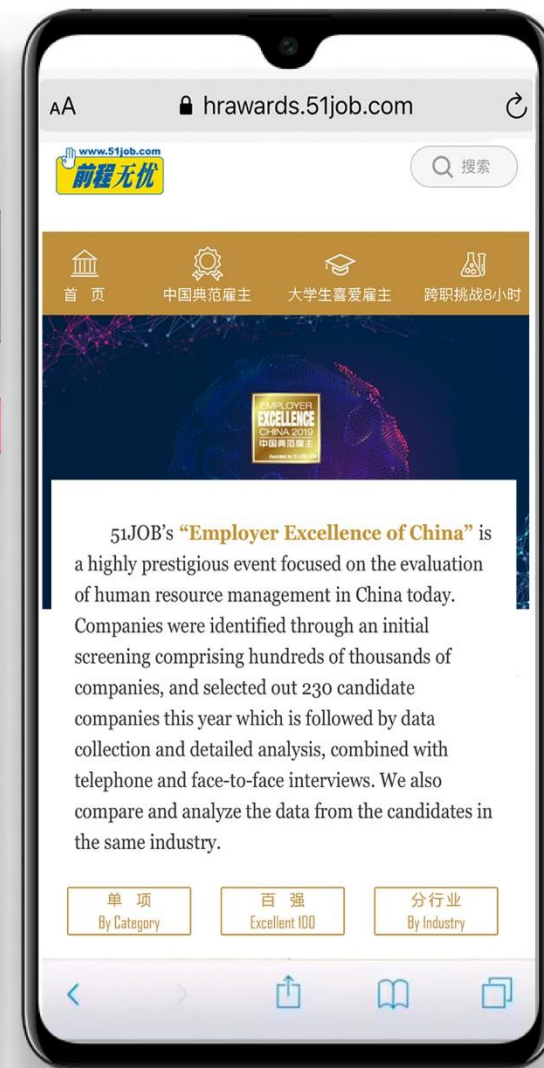 AA hrawards.51job.com
www.51job.com
前程无忧
搜索
首 页 中国典范雇主 大学生喜爱雇主 跨职挑战8小时
EMPLOYER
EXCELLENCE
CHINA 2019
中国典范雇主
Awarded by 51JOB.COM
51JOB’s “Employer Excellence of China” is
a highly prestigious event focused on the evaluation
of human resource management in China today.
Companies were identified through an initial
screening comprising hundreds of thousands of
companies, and selected out 230 candidate
companies this year which is followed by data
collection and detailed analysis, combined with
telephone and face-to-face interviews. We also
compare and analyze the data from the candidates in
the same industry.
单 项 百 强 分行业
By Category Excellent 100 By Industry